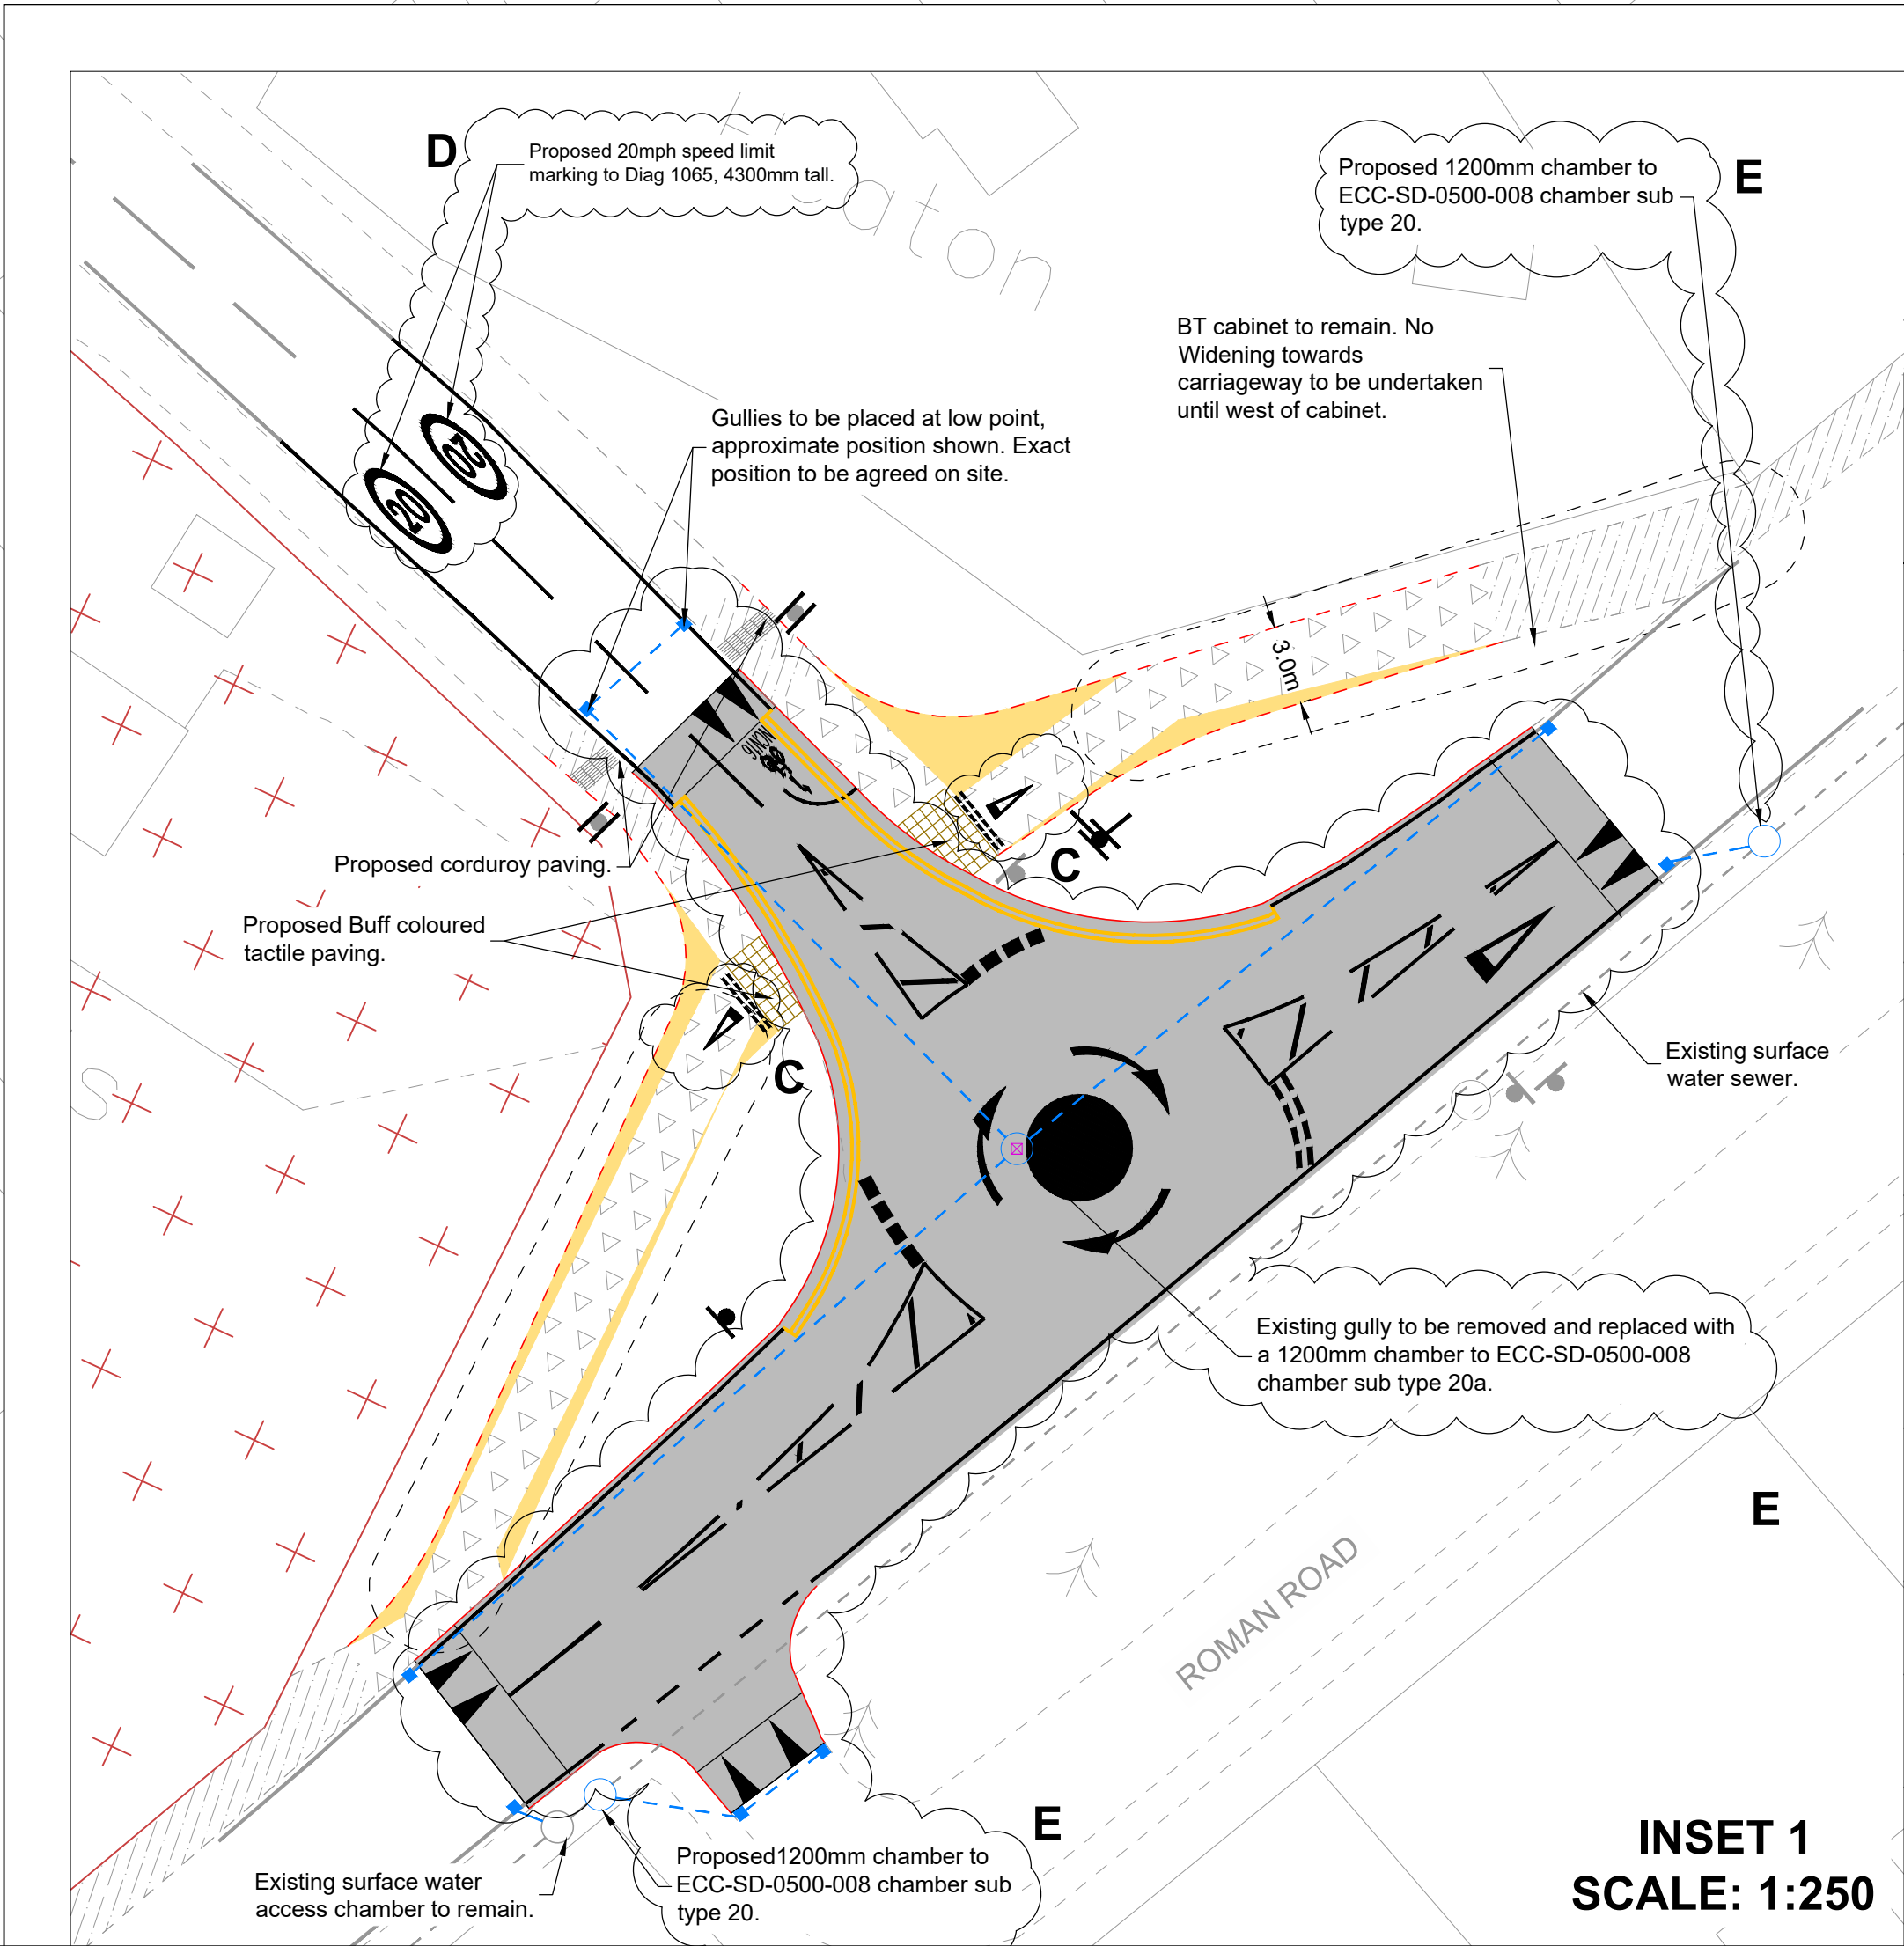 D
Proposed 20mph speed limit
marking to Diag 1065, 4300mm tall.
Proposed 1200mm chamber to
ECC-SD-0500-008 chamber sub
type 20.
E
aton
BT cabinet to remain. No
Widening towards
carriageway to be undertaken
until west of cabinet.
Gullies to be placed at low point,
approximate position shown. Exact
position to be agreed on site.
20
20
3.0m
NCN16
Proposed corduroy paving.
C
Proposed Buff coloured
tactile paving.
C
s
Existing surface
water sewer.
Existing gully to be removed and replaced with
a 1200mm chamber to ECC-SD-0500-008
chamber sub type 20a.
E
ROMAN ROAD
E
Proposed1200mm chamber to
ECC-SD-0500-008 chamber sub
type 20.
Existing surface water
access chamber to remain.
INSET 1
SCALE: 1:250